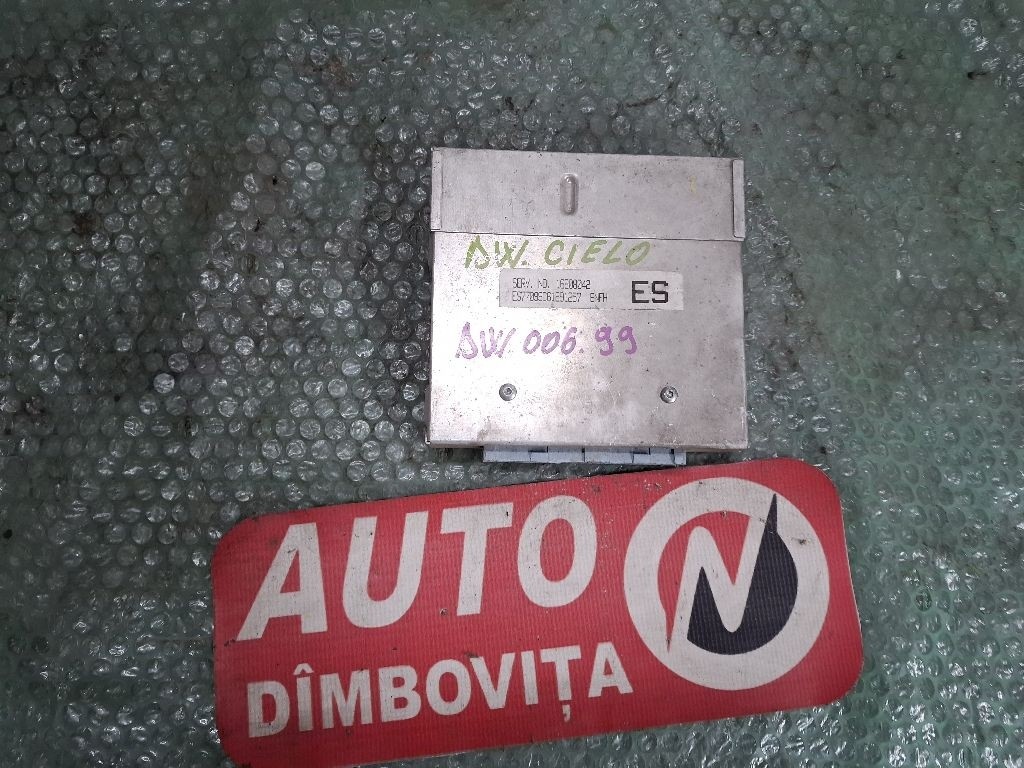 DW. CIELO
SERV. NO. 16208242
ES
DW 006.99
AUTO
DÎMBOVIȚA
N